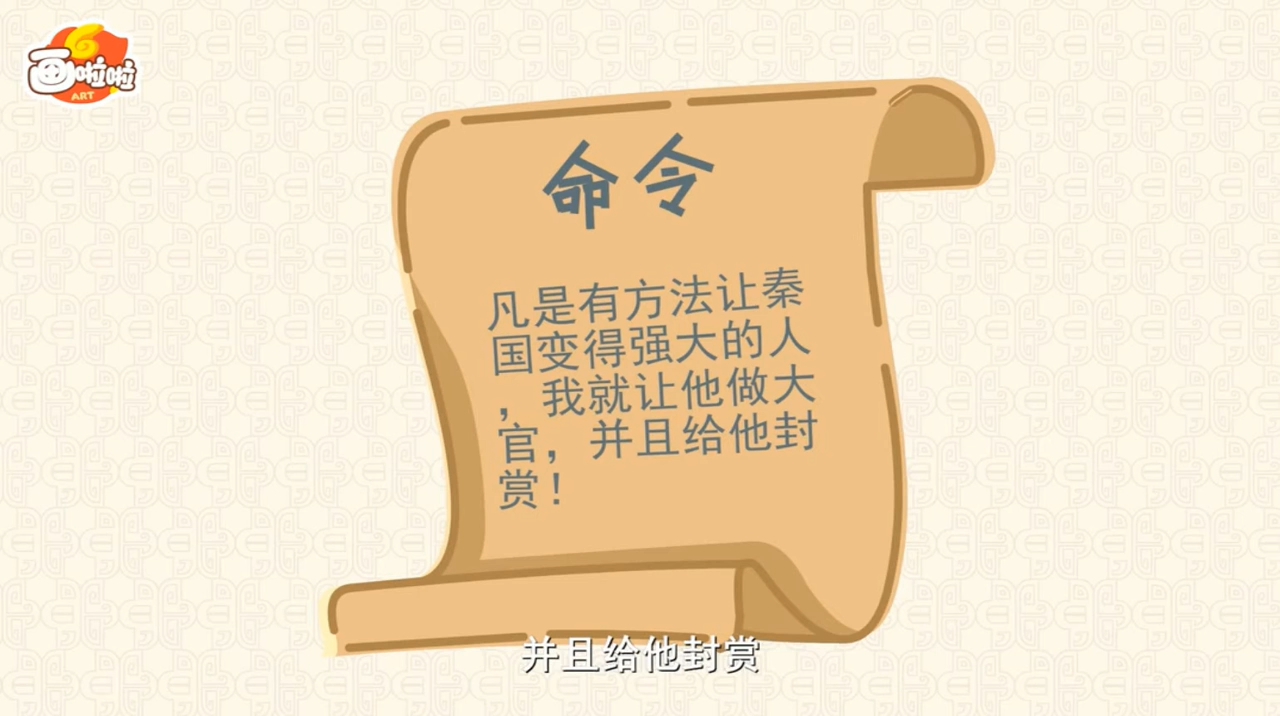 画啦啦
ART
命令
凡是有方法让秦
国变得强大的人
，我就让他做大
官，并且给他封
赏！
并且给他封赏